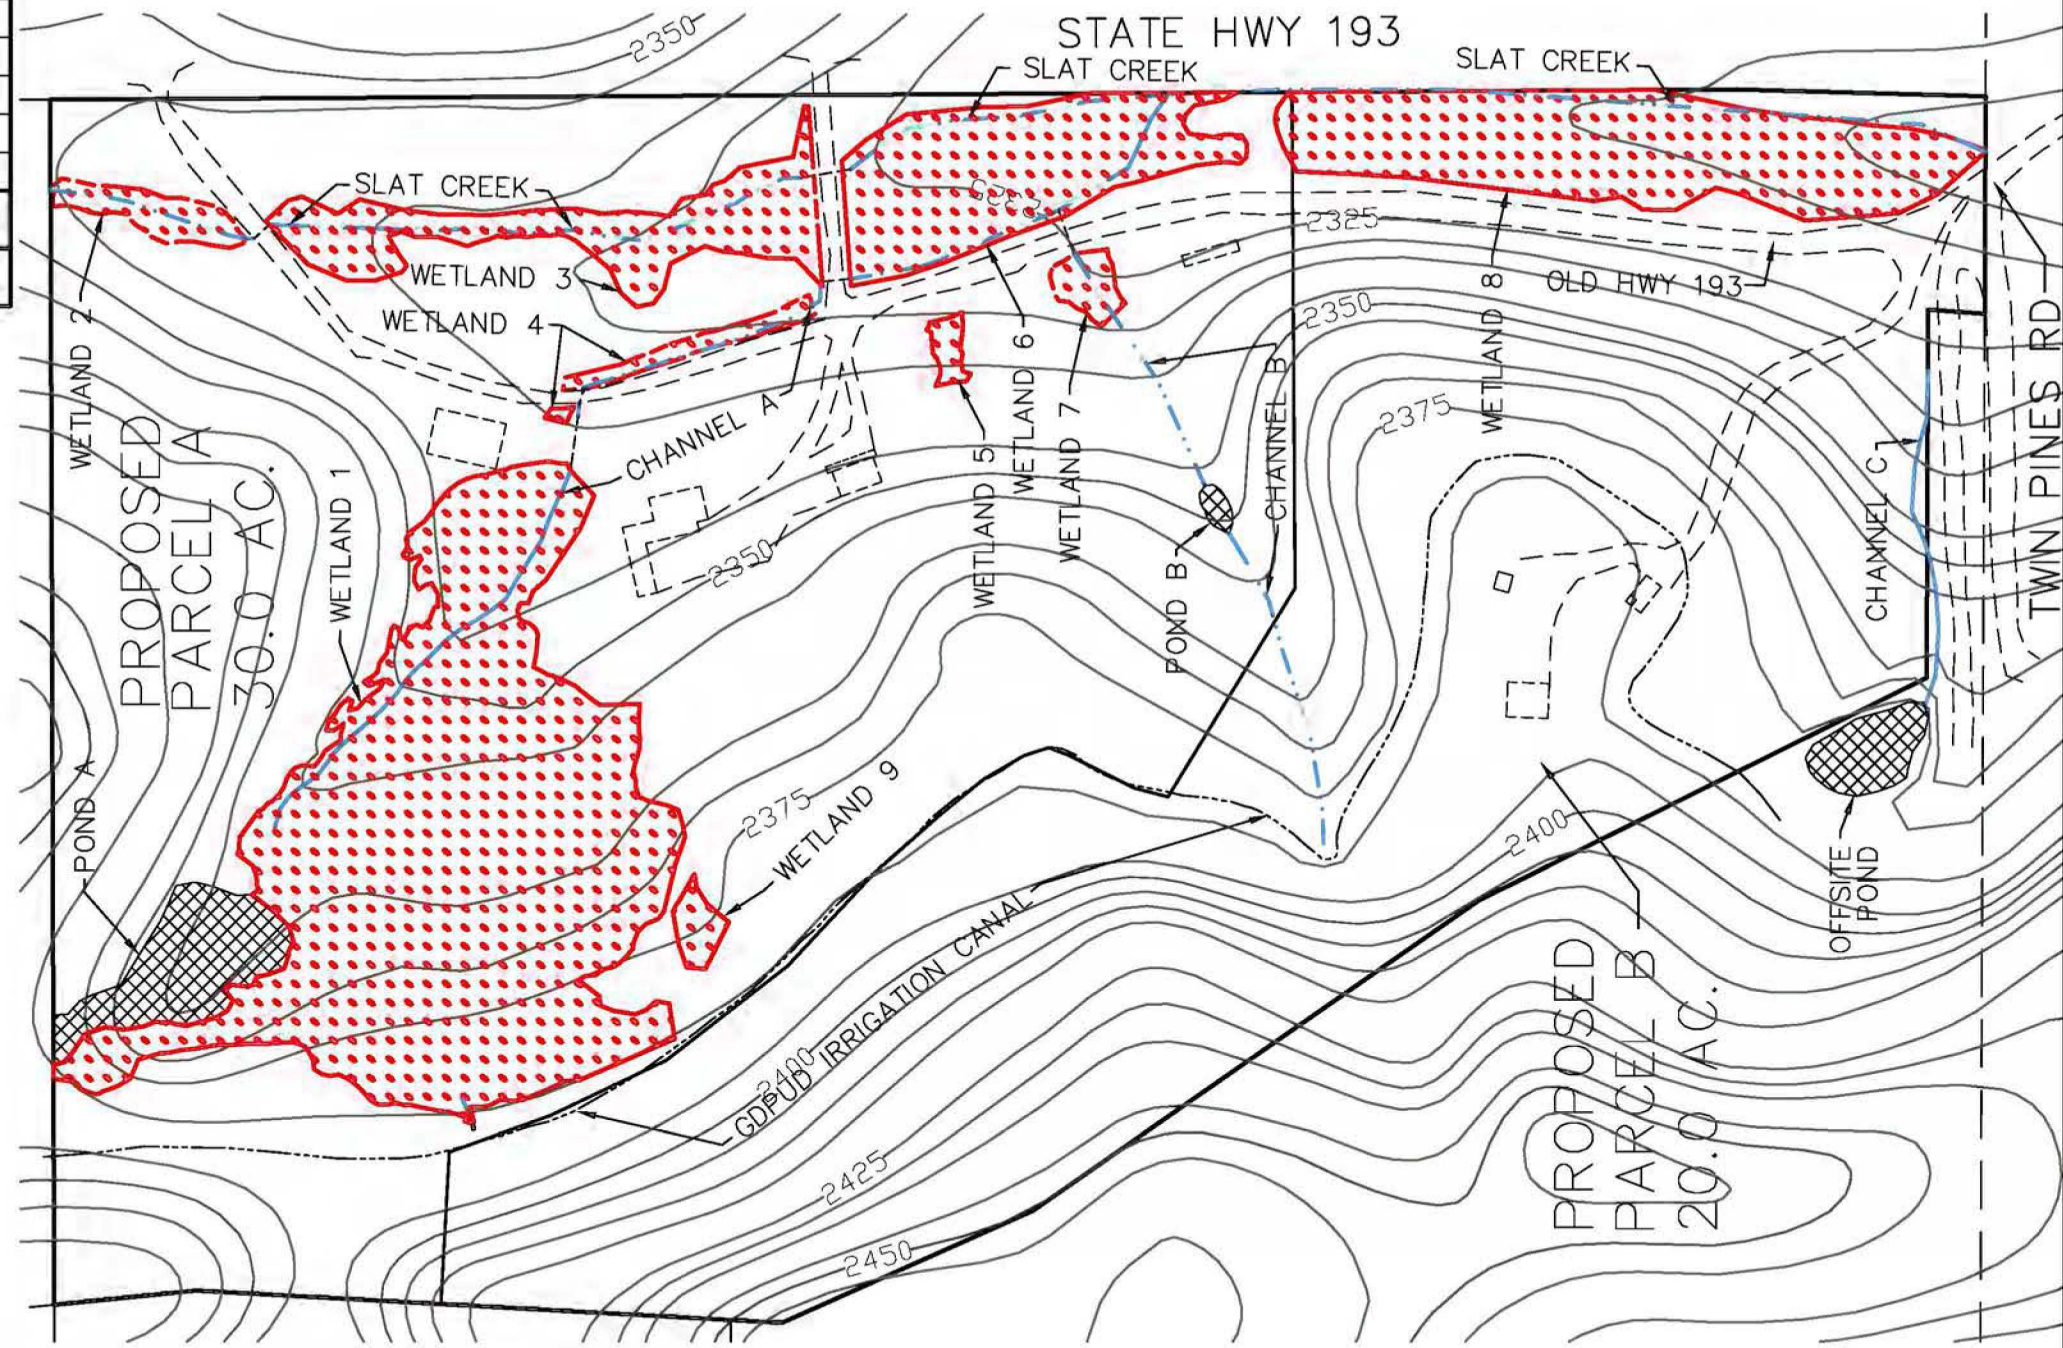 STATE HWY 193
2350
SLAT CREEK
SLAT CREEK
SLAT CREEK
2325
2325
WETLAND 3
WETLAND 4
OLD HWY 193
2350
WETLAND 2
PROPOSED
PARCEL A
30.0 AC.
WETLAND 1
CHANNEL A
WETLAND 5
WETLAND 6
WETLAND 7
CHANNEL B
WETLAND 8
2375
CHANNEL C
TWIN PINES RD
2350
POND B
POND A
2375
WETLAND 9
2400
OFFSITE
POND
GDPUD IRRIGATION CANAL
2400
PROPOSED
PARCEL B
20.0 AC.
2425
2450